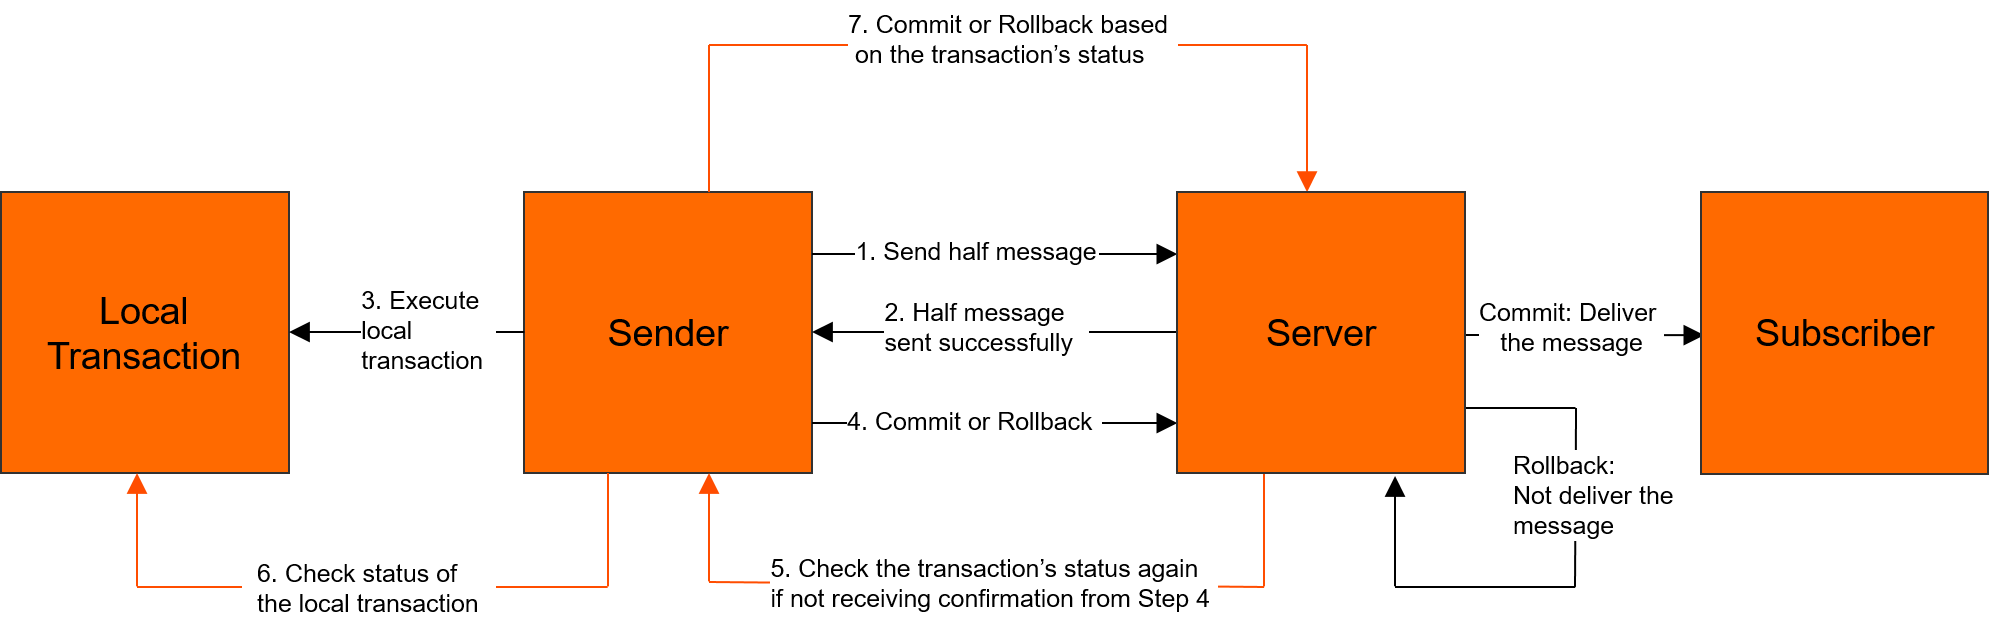 7. Commit or Rollback based
on the transaction’s status
1. Send half message
3. Execute
local
transaction
2. Half message
sent successfully
Commit: Deliver
the message
Local
Transaction
Sender
Server
Subscriber
4. Commit or Rollback
Rollback:
Not deliver the
message
6. Check status of
the local transaction
5. Check the transaction’s status again
if not receiving confirmation from Step 4